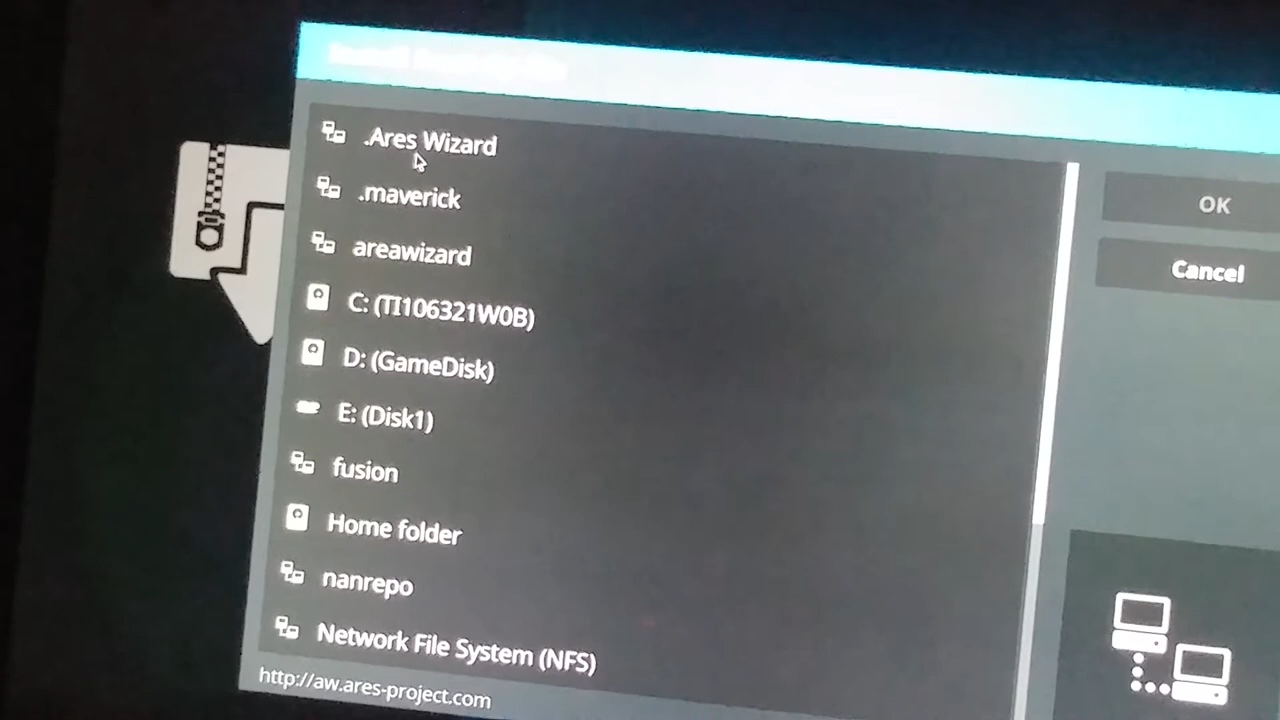 .Ares Wizard
.maverick
areawizard
C: (TI106321W0B)
D: (GameDisk)
E: (Disk1)
fusion
Home folder
nanrepo
Network File System (NFS)
http://aw.ares-project.com
OK
Cancel